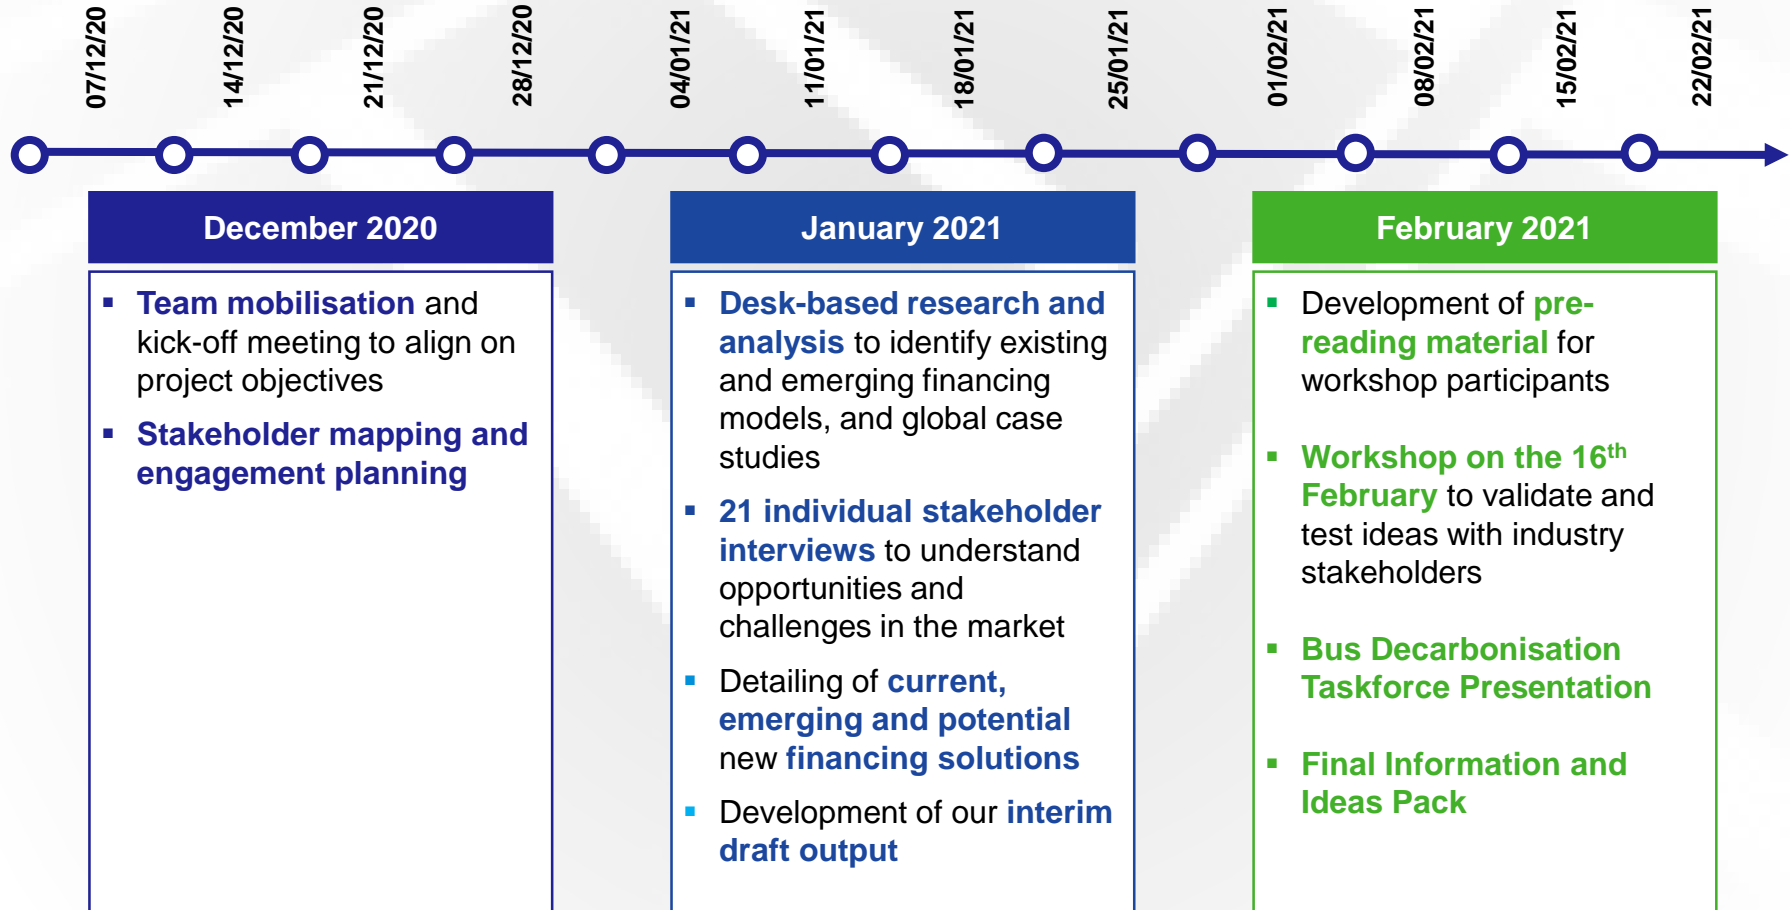 07/12/20
14/12/20
21/12/20
28/12/20
04/01/21
11/01/21
18/01/21
25/01/21
01/02/21
08/02/21
15/02/21
22/02/21
December 2020
▪ Team mobilisation and
kick-off meeting to align on
project objectives
▪ Stakeholder mapping and
engagement planning
January 2021
▪ Desk-based research and
analysis to identify existing
and emerging financing
models, and global case
studies
▪ 21 individual stakeholder
interviews to understand
opportunities and
challenges in the market
▪ Detailing of current,
emerging and potential
new financing solutions
▪ Development of our interim
draft output
February 2021
▪ Development of pre-
reading material for
workshop participants
▪ Workshop on the 16th
February to validate and
test ideas with industry
stakeholders
▪ Bus Decarbonisation
Taskforce Presentation
▪ Final Information and
Ideas Pack